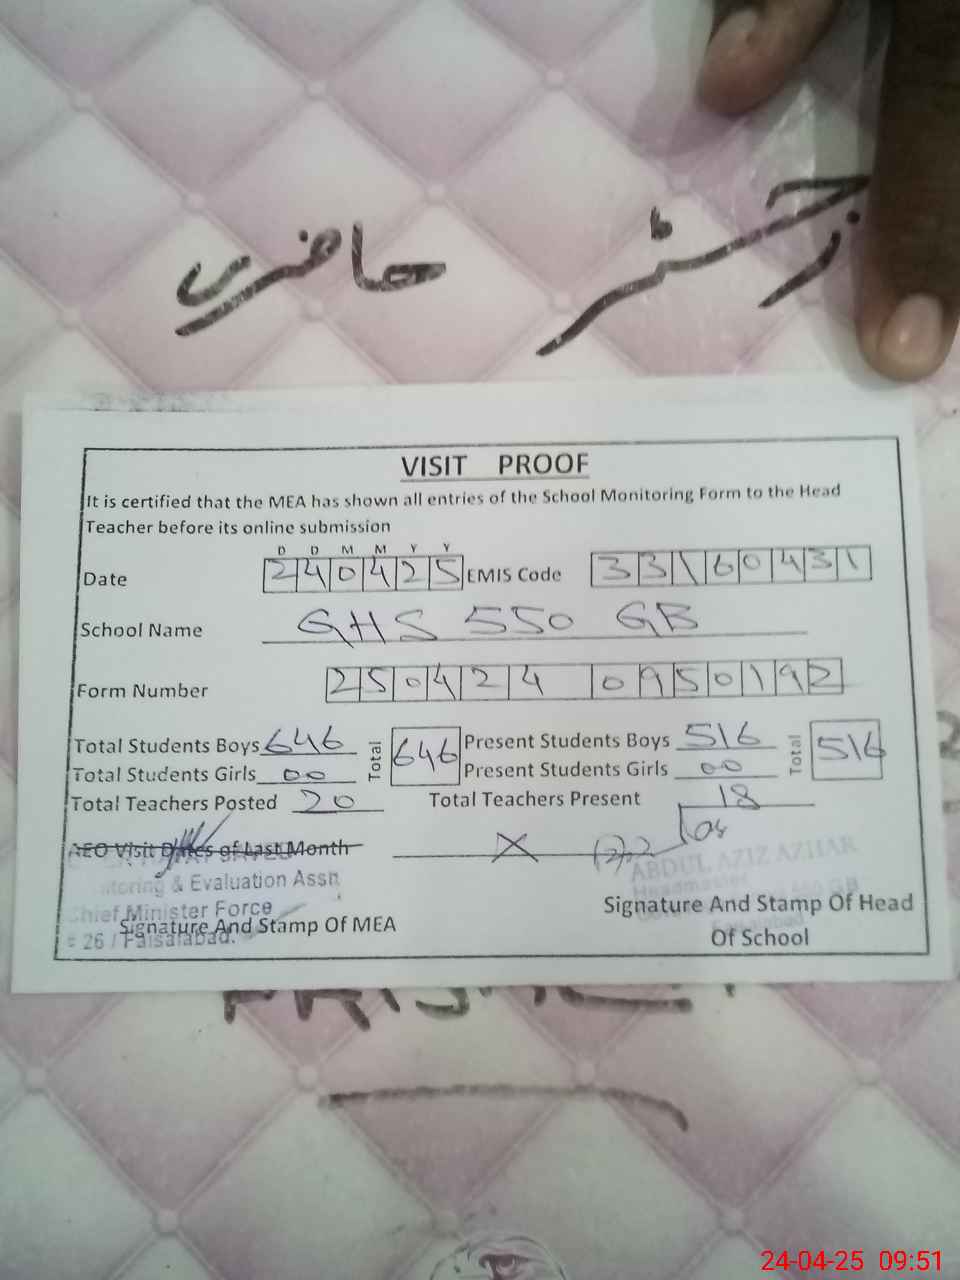 رجسٹر حاضری
VISIT PROOF
It is certified that the MEA has shown all entries of the School Monitoring Form to the Head
Teacher before its online submission
D D M M Y Y
Date 240425 EMIS Code 33160431
School Name GHS 550 GB
Form Number 250424 0950192
Total Students Boys 646 Total 646 Present Students Boys 516 Total 516
Total Students Girls 00 Present Students Girls 00
Total Teachers Posted 20 Total Teachers Present 18
AEO Visit Dates of Last Month X
ABDUL AZIZ AZHAR
Headmaster
itoring & Evaluation Assn
Chief Minister Force
26 / Faisalabad.
Signature And Stamp Of MEA
Signature And Stamp Of Head
Of School
24-04-25 09:51